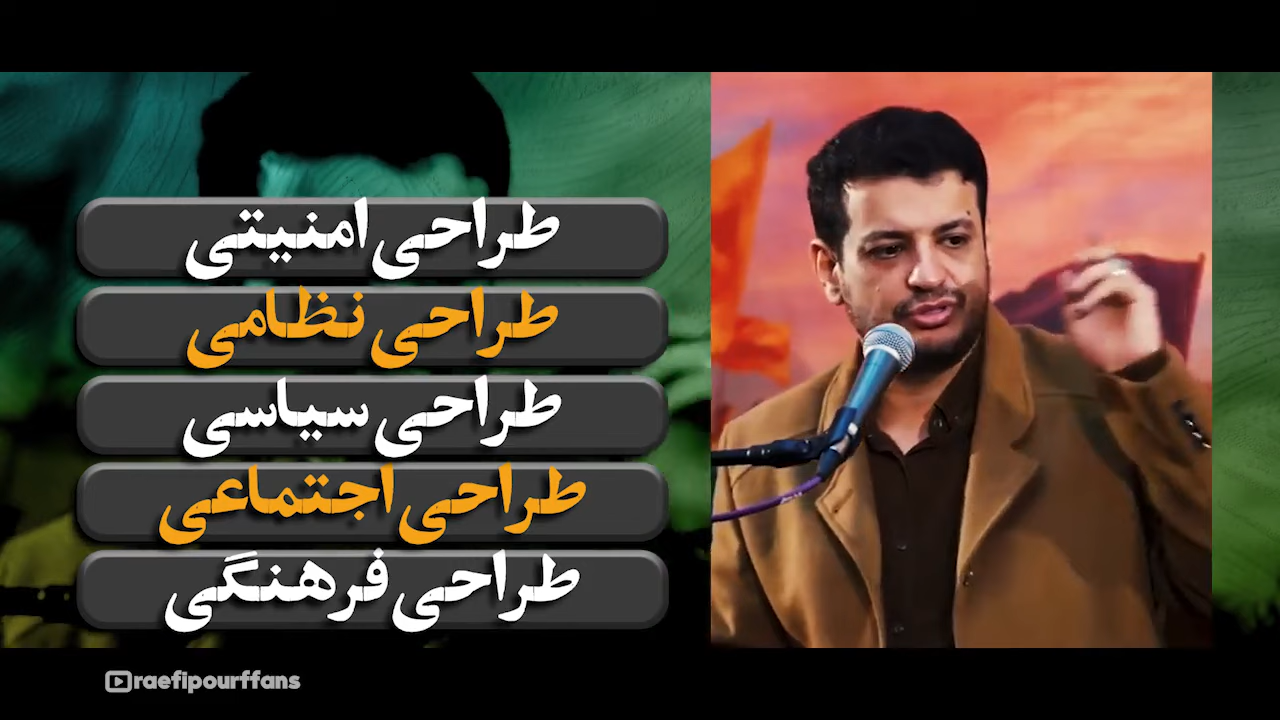 طراحی امنیتی
طراحی نظامی
طراحی سیاسی
طراحی اجتماعی
طراحی فرهنگی
raefipourffans